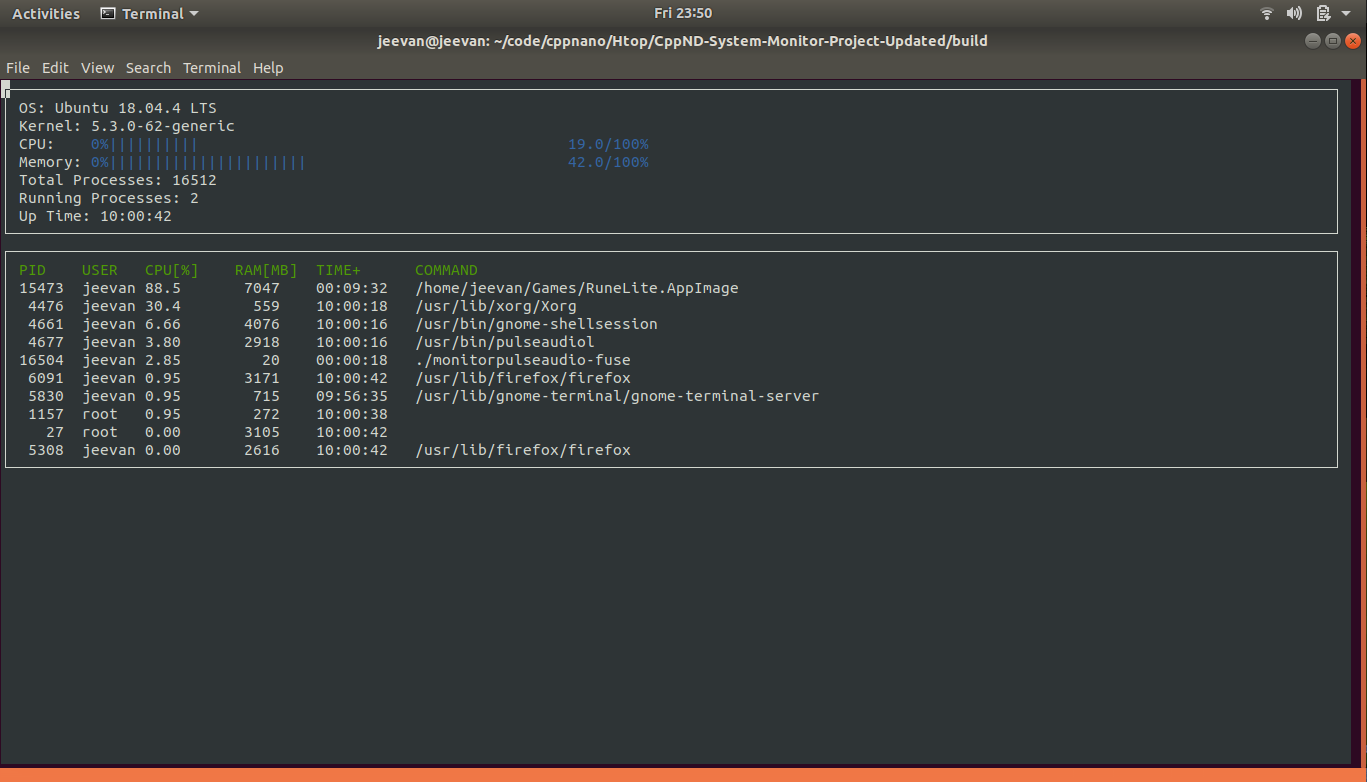 Activities Terminal Fri 23:50
jeevan@jeevan: ~/code/cppnano/Htop/CppND-System-Monitor-Project-Updated/build
File Edit View Search Terminal Help
OS: Ubuntu 18.04.4 LTS
Kernel: 5.3.0-62-generic
CPU: 0%|||||||||| 19.0/100%
Memory: 0%|||||||||||||||||||||| 42.0/100%
Total Processes: 16512
Running Processes: 2
Up Time: 10:00:42
PID USER CPU[%] RAM[MB] TIME+ COMMAND
15473 jeevan 88.5 7047 00:09:32 /home/jeevan/Games/RuneLite.AppImage
4476 jeevan 30.4 559 10:00:18 /usr/lib/xorg/Xorg
4661 jeevan 6.66 4076 10:00:16 /usr/bin/gnome-shellsession
4677 jeevan 3.80 2918 10:00:16 /usr/bin/pulseaudiol
16504 jeevan 2.85 20 00:00:18 ./monitorpulseaudio-fuse
6091 jeevan 0.95 3171 10:00:42 /usr/lib/firefox/firefox
5830 jeevan 0.95 715 09:56:35 /usr/lib/gnome-terminal/gnome-terminal-server
1157 root 0.95 272 10:00:38
27 root 0.00 3105 10:00:42
5308 jeevan 0.00 2616 10:00:42 /usr/lib/firefox/firefox